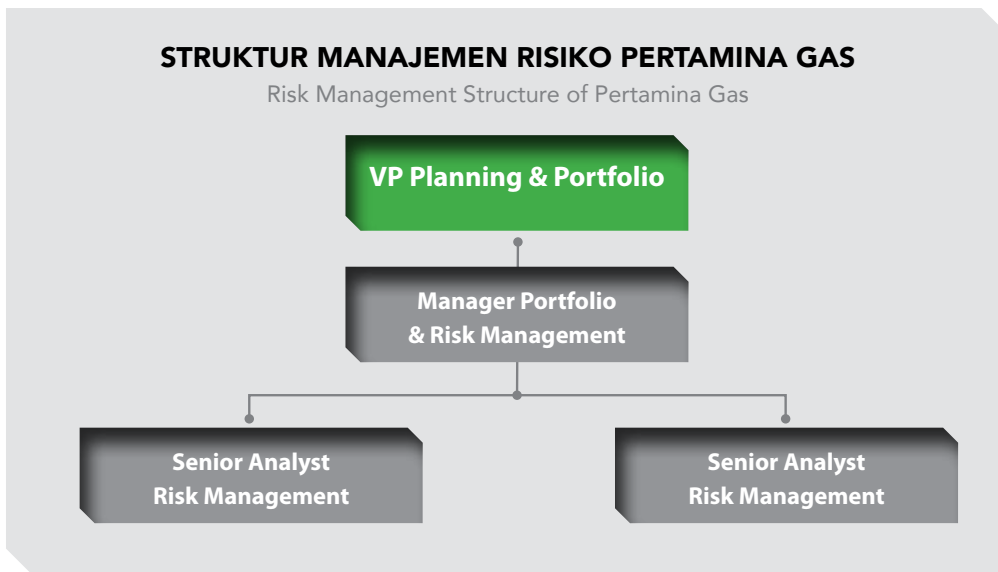 STRUKTUR MANAJEMEN RISIKO PERTAMINA GAS
Risk Management Structure of Pertamina Gas
VP Planning & Portfolio
Manager Portfolio
& Risk Management
Senior Analyst
Risk Management
Senior Analyst
Risk Management